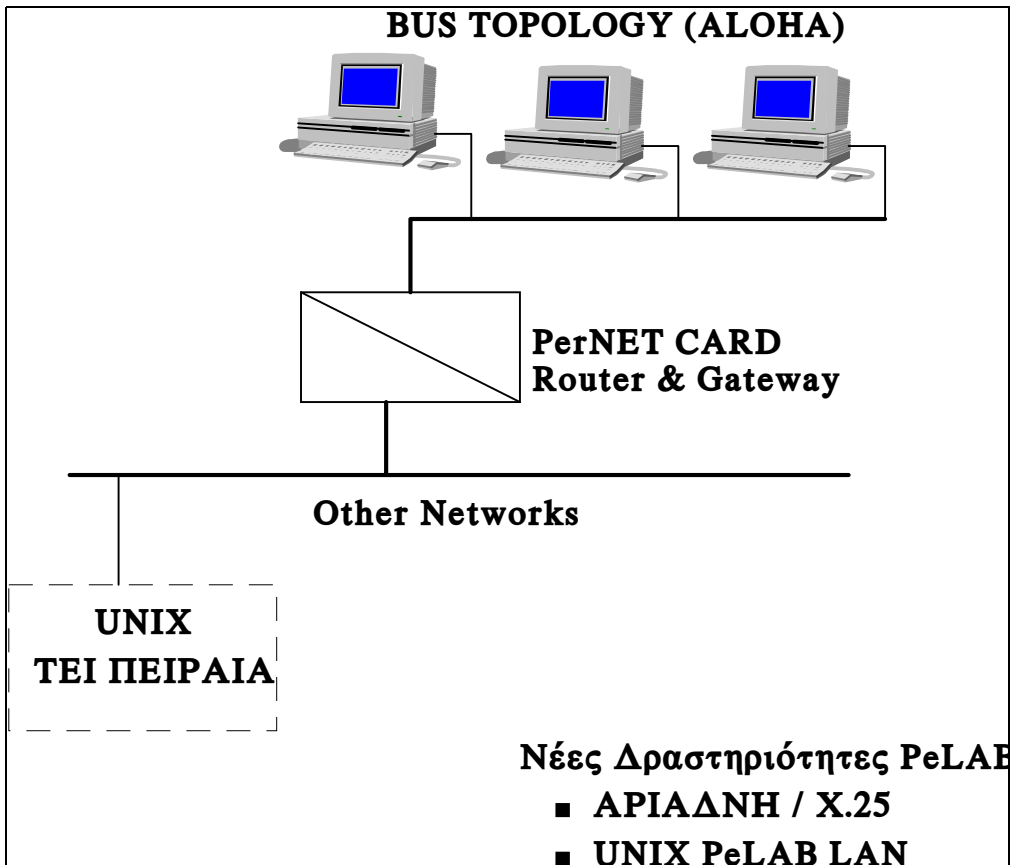 BUS TOPOLOGY (ALOHA)
PerNET CARD
Router & Gateway
Other Networks
UNIX
ΤΕΙ ΠΕΙΡΑΙΑ
Νέες Δραστηριότητες PeLAB
■ ΑΡΙΑΔΝΗ / X.25
■ UNIX PeLAB LAN